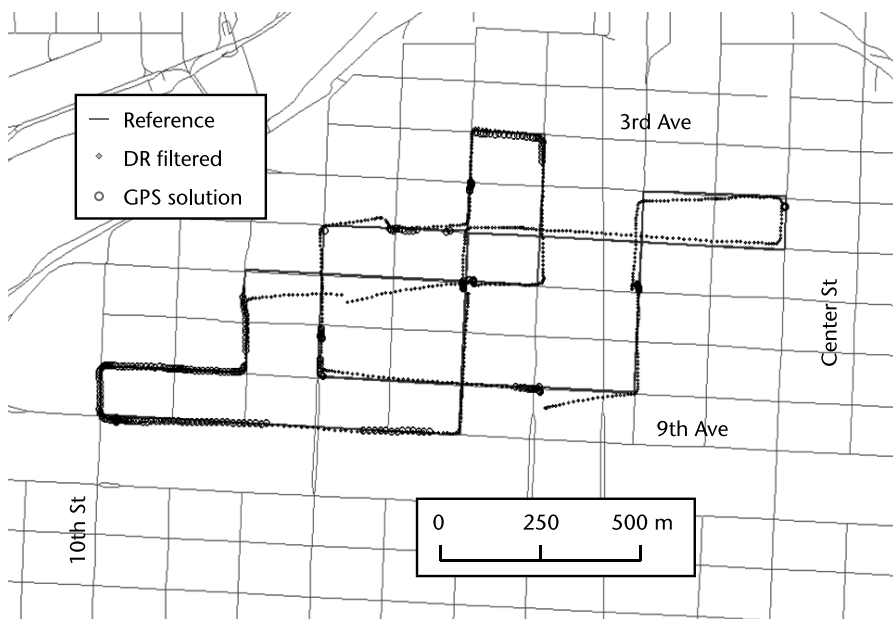 3rd Ave
Reference
DR filtered
GPS solution
Center St
9th Ave
10th St
0 250 500 m